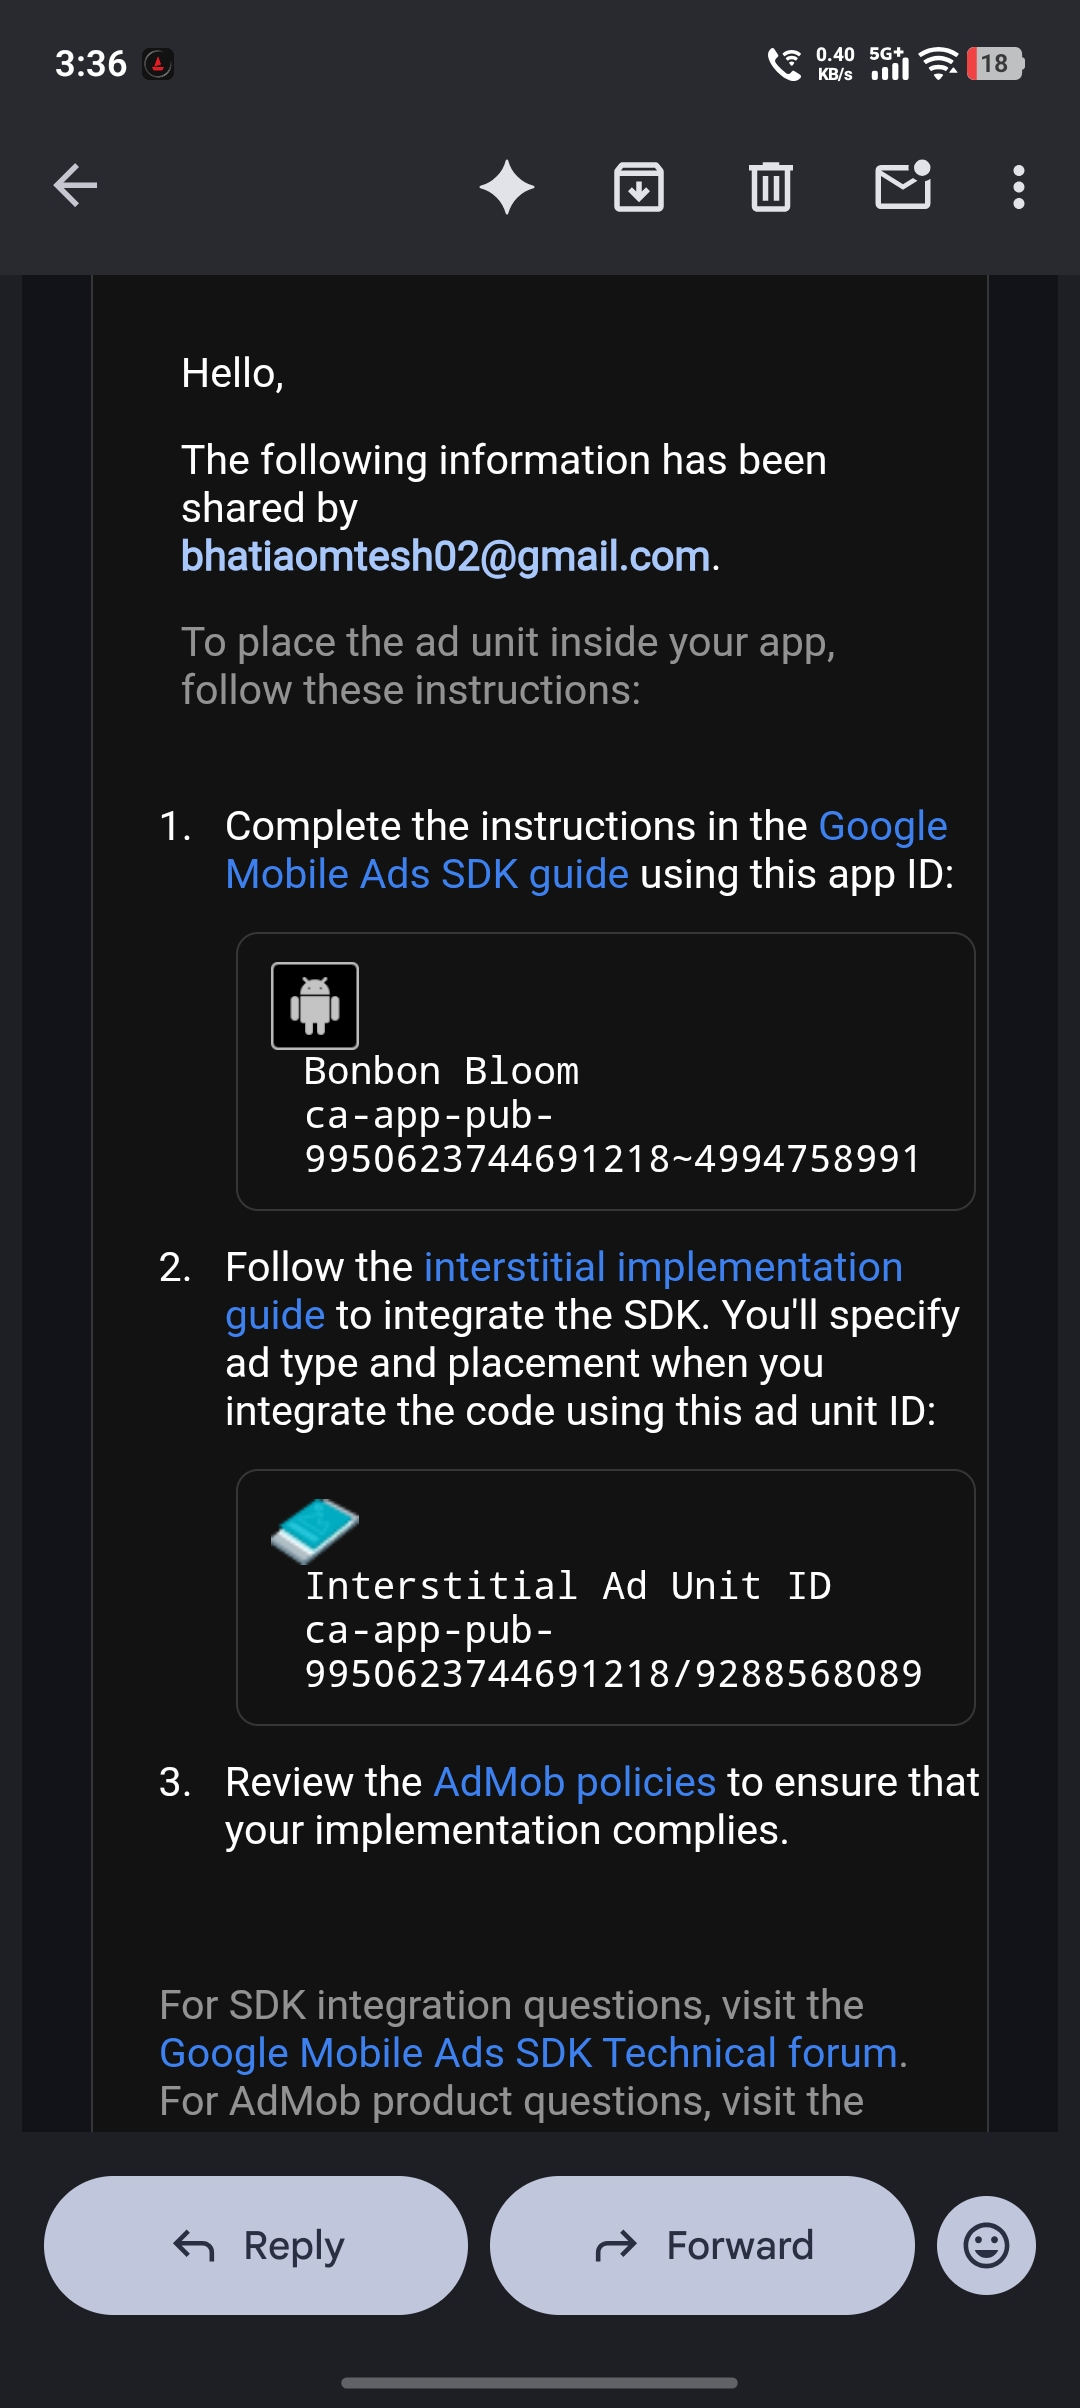 3:36
0.40
KB/s
5G+
18
Hello,
The following information has been
shared by
bhatiaomtesh02@gmail.com.
To place the ad unit inside your app,
follow these instructions:
1. Complete the instructions in the Google
Mobile Ads SDK guide using this app ID:
Bonbon Bloom
ca-app-pub-
9950623744691218~4994758991
2. Follow the interstitial implementation
guide to integrate the SDK. You'll specify
ad type and placement when you
integrate the code using this ad unit ID:
Interstitial Ad Unit ID
ca-app-pub-
9950623744691218/9288568089
3. Review the AdMob policies to ensure that
your implementation complies.
For SDK integration questions, visit the
Google Mobile Ads SDK Technical forum.
For AdMob product questions, visit the
Reply
Forward